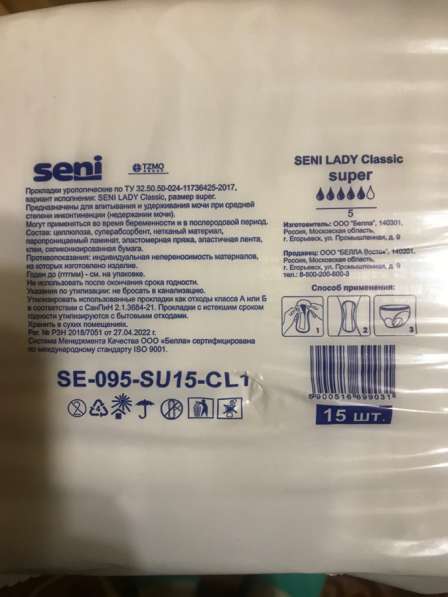 seni
TZMO
Прокладки урологические по ТУ 32.50.50-024-11736425-2017,
вариант исполнения: SENI LADY Classic, размер super.
Предназначены для впитывания и удерживания мочи при средней
степени инконтиненции (недержании мочи).
Могут применяться во время беременности и в послеродовой период.
Состав: целлюлоза, суперабсорбент, нетканый материал,
паропроницаемый ламинат, эластомерная пряжа, эластичная лента,
клеи, силиконизированная бумага.
Противопоказания: индивидуальная непереносимость материалов,
из которых изготовлено изделие.
Годен до (гггг/мм) - см. на упаковке.
Не использовать после окончания срока годности.
Указания по утилизации: не бросать в канализацию.
Утилизировать использованные прокладки как отходы класса А или Б
в соответствии с СанПиН 2.1.3684-21. Прокладки с истекшим сроком
годности утилизируются с бытовыми отходами.
Хранить в сухих помещениях.
Рег. № РЗН 2018/7051 от 27.04.2022 г.
Система Менеджмента Качества ООО «Белла» сертифицирована
по международному стандарту ISO 9001.
SE-095-SU15-CL1
SENI LADY Classic
super
5
Изготовитель: ООО "Белла", 140301,
Россия, Московская область,
г. Егорьевск, ул. Промышленная, д. 9
Продавец: ООО "БЕЛЛА Восток", 140301,
Россия, Московская область,
г. Егорьевск, ул. Промышленная, д. 9
тел.: 8-800-200-800-3
Способ применения:
1
2
3
5900516699031
15 шт.